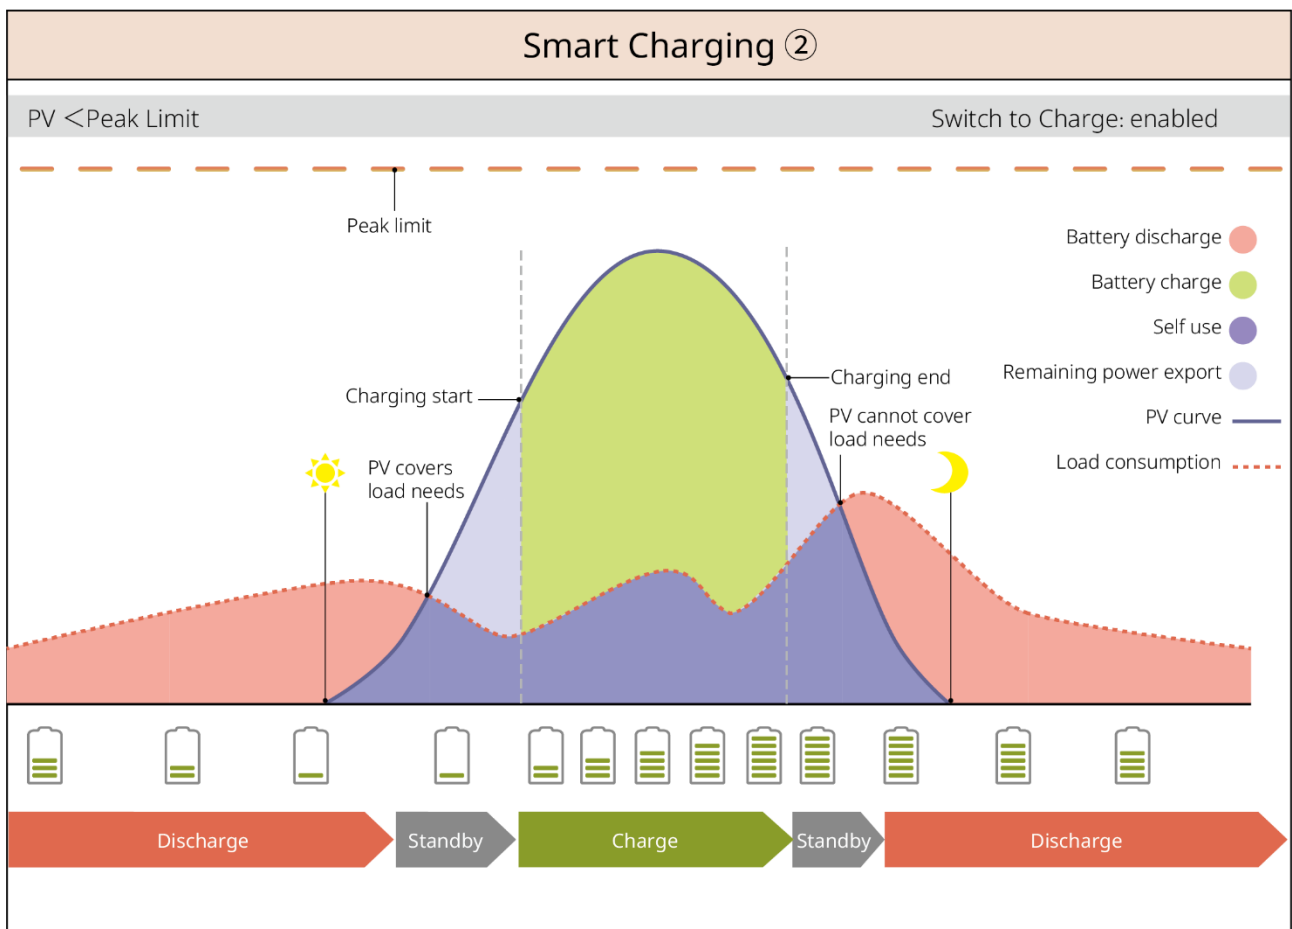 Smart Charging ②
PV <Peak Limit
Switch to Charge: enabled
Peak limit
Battery discharge
Battery charge
Self use
Remaining power export
PV curve
Load consumption
Charging start
Charging end
PV covers
load needs
PV cannot cover
load needs
Discharge
Standby
Charge
Standby
Discharge